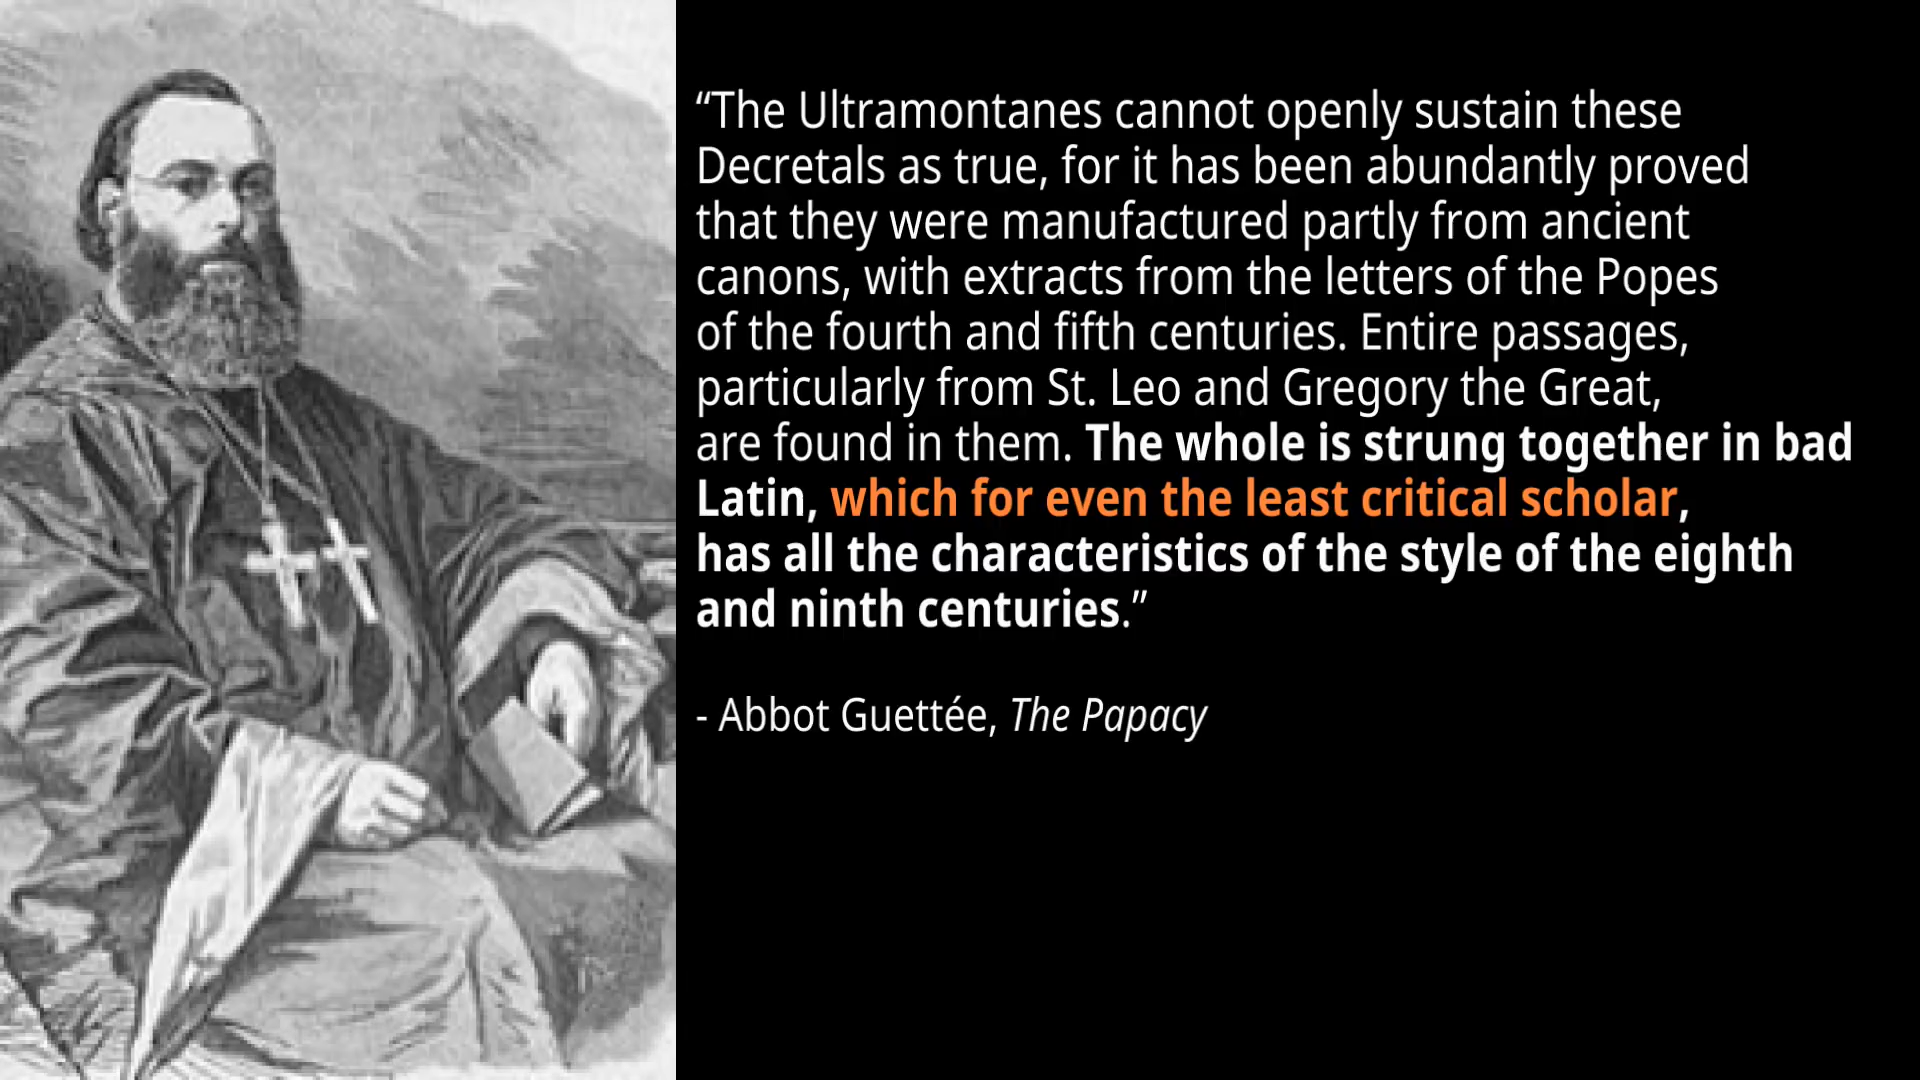 “The Ultramontanes cannot openly sustain these
Decretals as true, for it has been abundantly proved
that they were manufactured partly from ancient
canons, with extracts from the letters of the Popes
of the fourth and fifth centuries. Entire passages,
particularly from St. Leo and Gregory the Great,
are found in them. The whole is strung together in bad
Latin, which for even the least critical scholar,
has all the characteristics of the style of the eighth
and ninth centuries.”
- Abbot Guettée, The Papacy